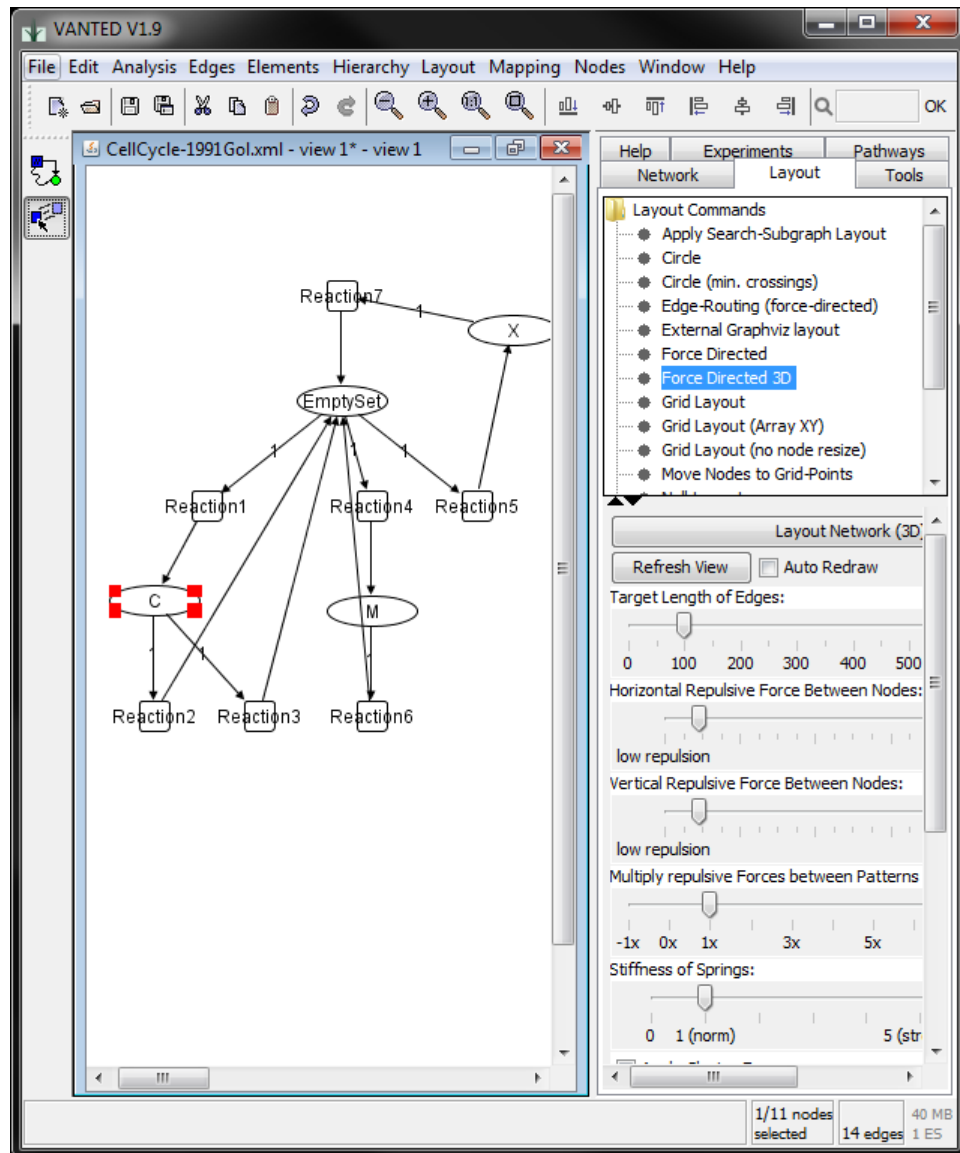 VANTED V1.9
File Edit Analysis Edges Elements Hierarchy Layout Mapping Nodes Window Help
OK
CellCycle-1991Gol.xml - view 1* - view 1
Reaction7
1
X
EmptySet
1
1
1
Reaction1
Reaction4
Reaction5
C
M
1
1
1
Reaction2
Reaction3
Reaction6
Help Experiments Pathways
Network Layout Tools
Layout Commands
Apply Search-Subgraph Layout
Circle
Circle (min. crossings)
Edge-Routing (force-directed)
External Graphviz layout
Force Directed
Force Directed 3D
Grid Layout
Grid Layout (Array XY)
Grid Layout (no node resize)
Move Nodes to Grid-Points
Layout Network (3D)
Refresh View Auto Redraw
Target Length of Edges:
0 100 200 300 400 500
Horizontal Repulsive Force Between Nodes:
low repulsion
Vertical Repulsive Force Between Nodes:
low repulsion
Multiply repulsive Forces between Patterns
-1x 0x 1x 3x 5x
Stiffness of Springs:
0 1 (norm) 5 (str
1/11 nodes
selected
14 edges
40 MB
1 ES